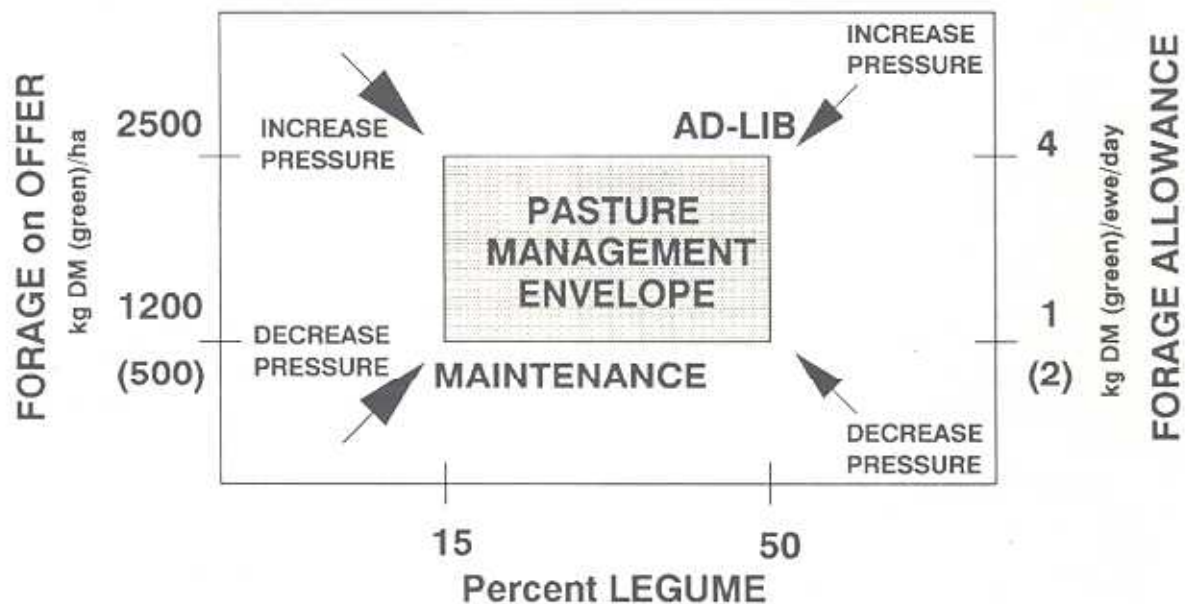 FORAGE on OFFER
kg DM (green)/ha
2500
1200
(500)
INCREASE
PRESSURE
DECREASE
PRESSURE
INCREASE
PRESSURE
AD-LIB
PASTURE
MANAGEMENT
ENVELOPE
MAINTENANCE
DECREASE
PRESSURE
4
1
(2)
kg DM (green)/ewe/day
FORAGE ALLOWANCE
15
50
Percent LEGUME